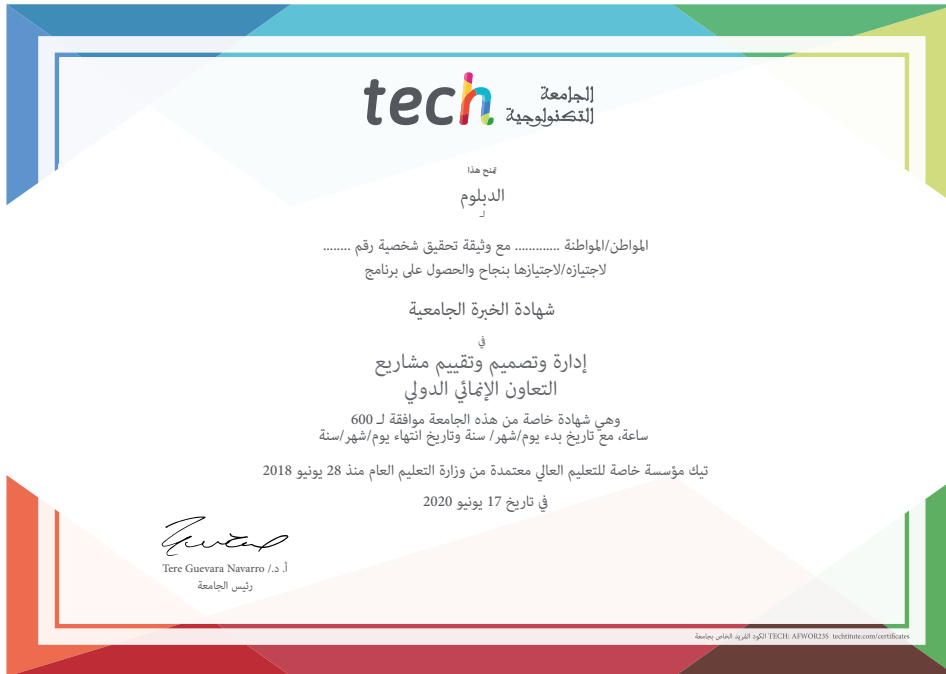 tech الجامعة
التكنولوجية
تمنح هذا
الدبلوم
لـ
المواطن/المواطنة ............. مع وثيقة تحقيق شخصية رقم ........
لاجتيازه/لاجتيازها بنجاح والحصول على برنامج
شهادة الخبرة الجامعية
في
إدارة وتصميم وتقييم مشاريع
التعاون الإنمائي الدولي
وهي شهادة خاصة من هذه الجامعة موافقة لـ 600
ساعة، مع تاريخ بدء يوم/شهر/ سنة وتاريخ انتهاء يوم/شهر/سنة
تيك مؤسسة خاصة للتعليم العالي معتمدة من وزارة التعليم العام منذ 28 يونيو 2018
في تاريخ 17 يونيو 2020
أ. د./ Tere Guevara Navarro
رئيس الجامعة
الكود الفريد الخاص بجامعة TECH: AFWOR23S techtitute.com/certificates